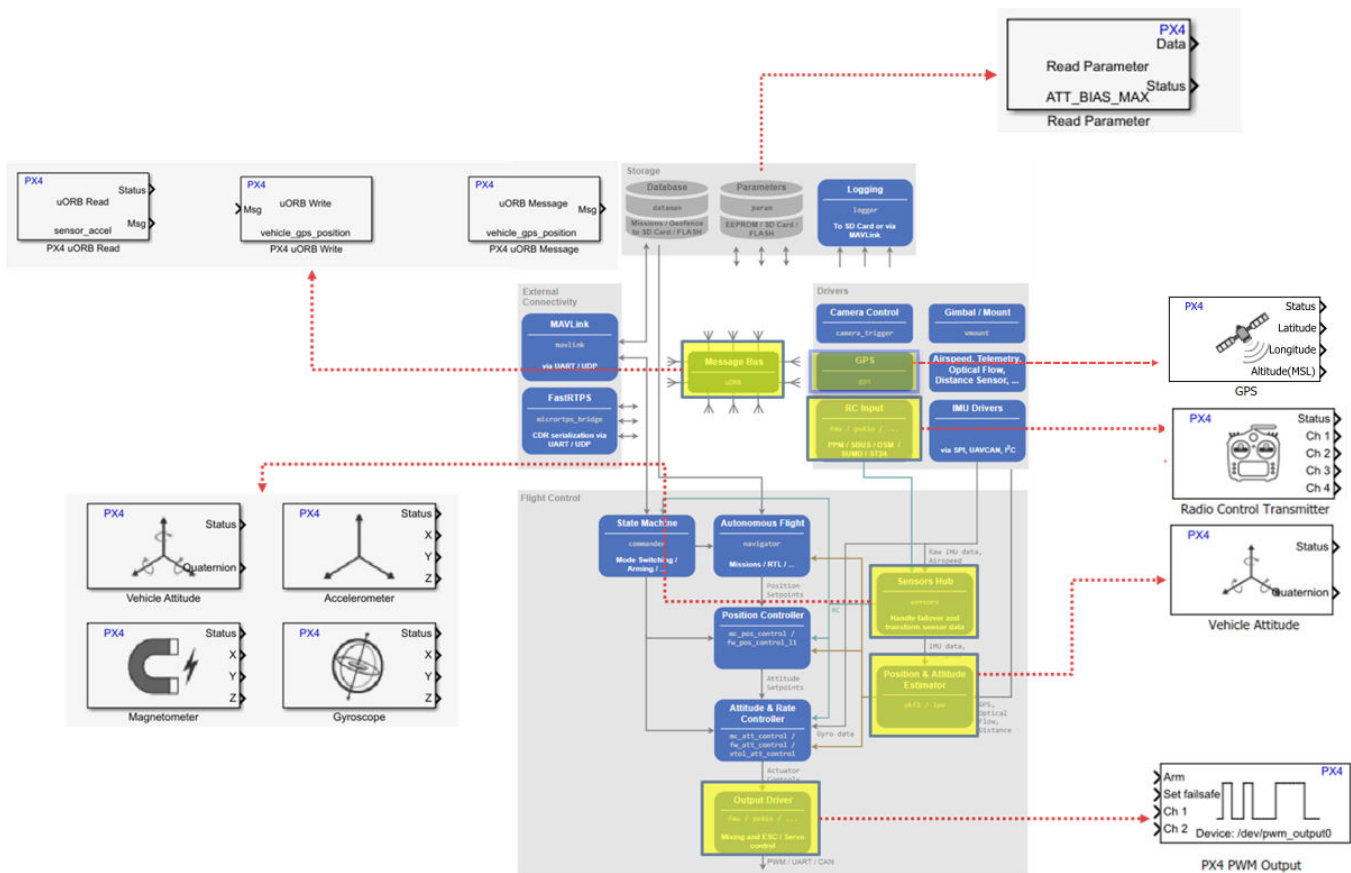 PX4
Data
Read Parameter
Status
ATT_BIAS_MAX
Read Parameter
PX4
Status
uORB Read
Msg
sensor_accel
PX4 uORB Read
PX4
uORB Write
Msg
vehicle_gps_position
PX4 uORB Write
PX4
uORB Message
Msg
vehicle_gps_position
PX4 uORB Message
Storage
Database
dataman
Missions / Geofence
to SD Card / FLASH
Parameters
param
EEPROM / SD Card /
FLASH
Logging
logger
To SD Card or via
MAVLink
External
Connectivity
MAVLink
mavlink
via UART / UDP
FastRTPS
micrortps_bridge
CDR serialization via
UART / UDP
Message Bus
uORB
Drivers
Camera Control
camera_trigger
Gimbal / Mount
vmount
GPS
gps
Airspeed, Telemetry,
Optical Flow,
Distance Sensor, ...
RC Input
fmu / px4io / ...
PPM / SBUS / DSM /
SUMO / ST24
IMU Drivers
via SPI, UAVCAN, I²C
PX4
Status
Latitude
Longitude
Altitude(MSL)
GPS
PX4
Status
Ch 1
Ch 2
Ch 3
Ch 4
Radio Control Transmitter
PX4
Status
Quaternion
Vehicle Attitude
PX4
Status
Quaternion
Vehicle Attitude
PX4
Status
X
Y
Z
Accelerometer
PX4
Status
X
Y
Z
Magnetometer
PX4
Status
X
Y
Z
Gyroscope
Flight Control
State Machine
commander
Mode Switching /
Arming / ...
Autonomous Flight
navigator
Missions / RTL / ...
Raw IMU data,
Airspeed
Position
Setpoints
Sensors Hub
sensors
Handle failover and
transform sensor data
RC
Position Controller
mc_pos_control /
fw_pos_control_l1
IMU data,
Attitude
Setpoints
Position & Attitude
Estimator
ekf2 / lpe
GPS,
Optical
Flow,
Distance
Attitude & Rate
Controller
mc_att_control /
fw_att_control /
vtol_att_control
Gyro data
Actuator
Controls
Output Driver
fmu / px4io / ...
Mixing and ESC / Servo
control
PWM / UART / CAN
PX4
Arm
Set failsafe
Ch 1
Ch 2
Device: /dev/pwm_output0
PX4 PWM Output